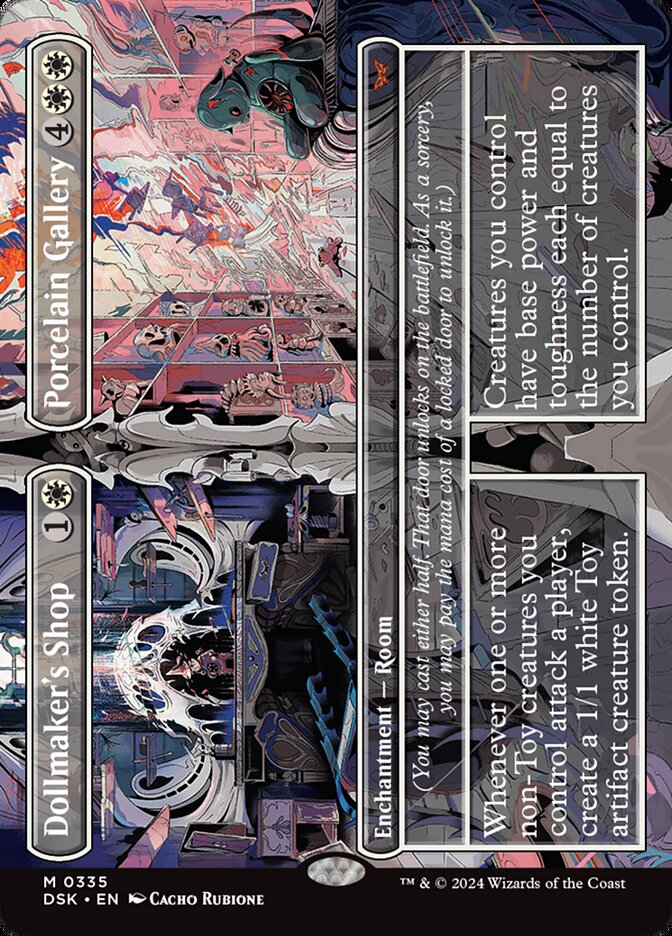 Dollmaker's Shop 1
Porcelain Gallery 4
Enchantment — Room
(You may cast either half. That door unlocks on the battlefield. As a sorcery,
you may pay the mana cost of a locked door to unlock it.)
Whenever one or more
non-Toy creatures you
control attack a player,
create a 1/1 white Toy
artifact creature token.
Creatures you control
have base power and
toughness each equal to
the number of creatures
you control.
M 0335
DSK • EN Cacho Rubione
™ & © 2024 Wizards of the Coast